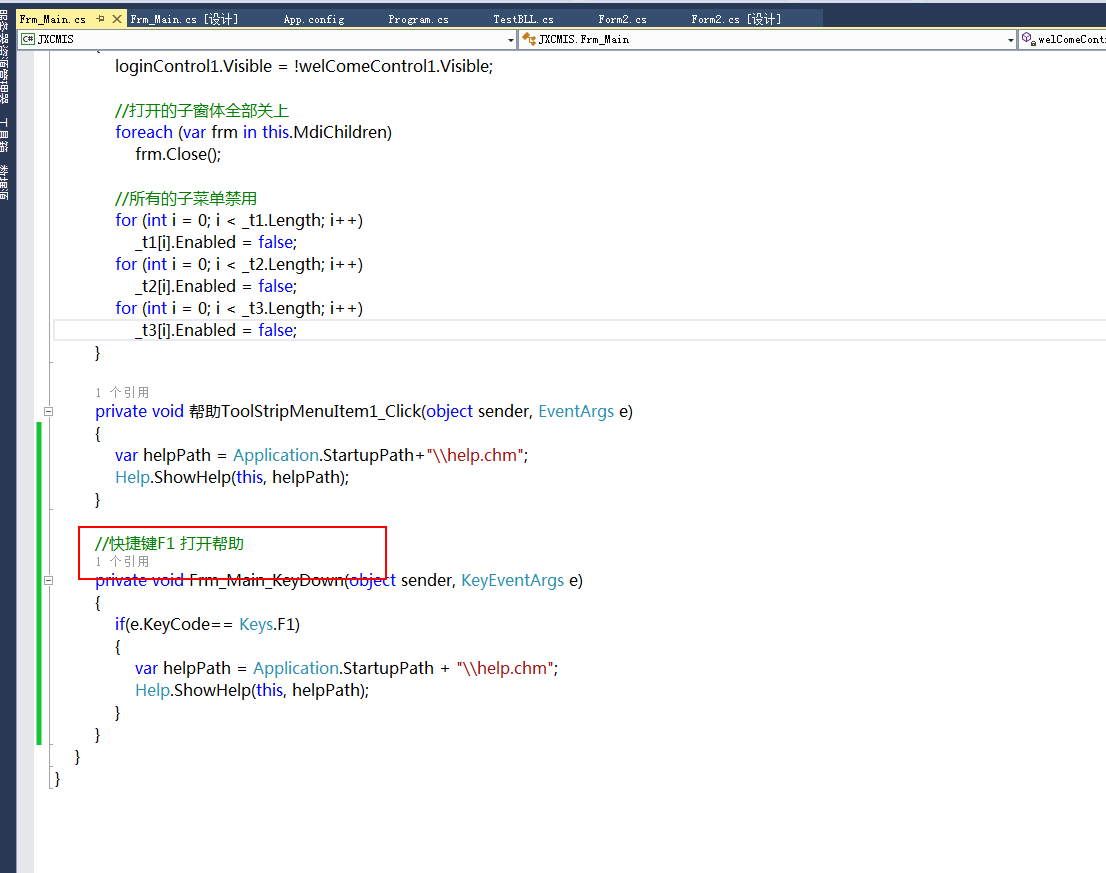 Frm_Main.cs Frm_Main.cs [设计] App.config Program.cs TestBLL.cs Form2.cs Form2.cs [设计]
C# JXCMIS JXCMIS.Frm_Main welComeCont
loginControl1.Visible = !welComeControl1.Visible;
//打开的子窗体全部关上
foreach (var frm in this.MdiChildren)
frm.Close();
//所有的子菜单禁用
for (int i = 0; i < _t1.Length; i++)
_t1[i].Enabled = false;
for (int i = 0; i < _t2.Length; i++)
_t2[i].Enabled = false;
for (int i = 0; i < _t3.Length; i++)
_t3[i].Enabled = false;
}
1 个引用
private void 帮助ToolStripMenuItem1_Click(object sender, EventArgs e)
{
var helpPath = Application.StartupPath+"\\help.chm";
Help.ShowHelp(this, helpPath);
}
//快捷键F1 打开帮助
1 个引用
private void Frm_Main_KeyDown(object sender, KeyEventArgs e)
{
if(e.KeyCode== Keys.F1)
{
var helpPath = Application.StartupPath + "\\help.chm";
Help.ShowHelp(this, helpPath);
}
}
}
}
工具箱
数据源